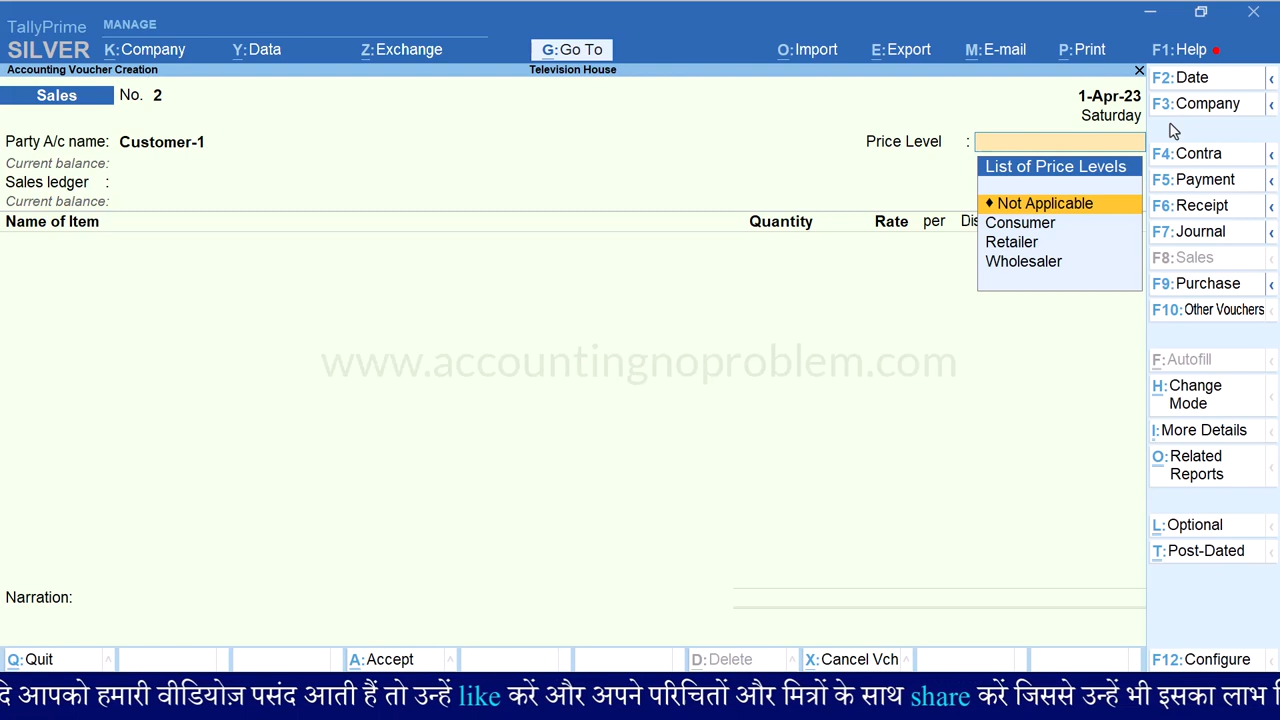 TallyPrime MANAGE
SILVER K:Company Y:Data Z:Exchange G:Go To O:Import E:Export M:E-mail P:Print F1:Help
Accounting Voucher Creation Television House
Sales No. 2 1-Apr-23
Saturday
Party A/c name: Customer-1 Price Level :
Current balance:
Sales ledger :
Current balance:
List of Price Levels
♦ Not Applicable
Consumer
Retailer
Wholesaler
Name of Item Quantity Rate per
www.accountingnoproblem.com
Narration:
F2:Date
F3:Company
F4:Contra
F5:Payment
F6:Receipt
F7:Journal
F8:Sales
F9:Purchase
F10:Other Vouchers
F:Autofill
H:Change
Mode
I:More Details
O:Related
Reports
L:Optional
T:Post-Dated
Q:Quit A:Accept D:Delete X:Cancel Vch F12:Configure
आपको हमारी वीडियोज़ पसंद आती हैं तो उन्हें like करें और अपने परिचितों और मित्रों के साथ share करें जिससे उन्हें भी इसका लाभ